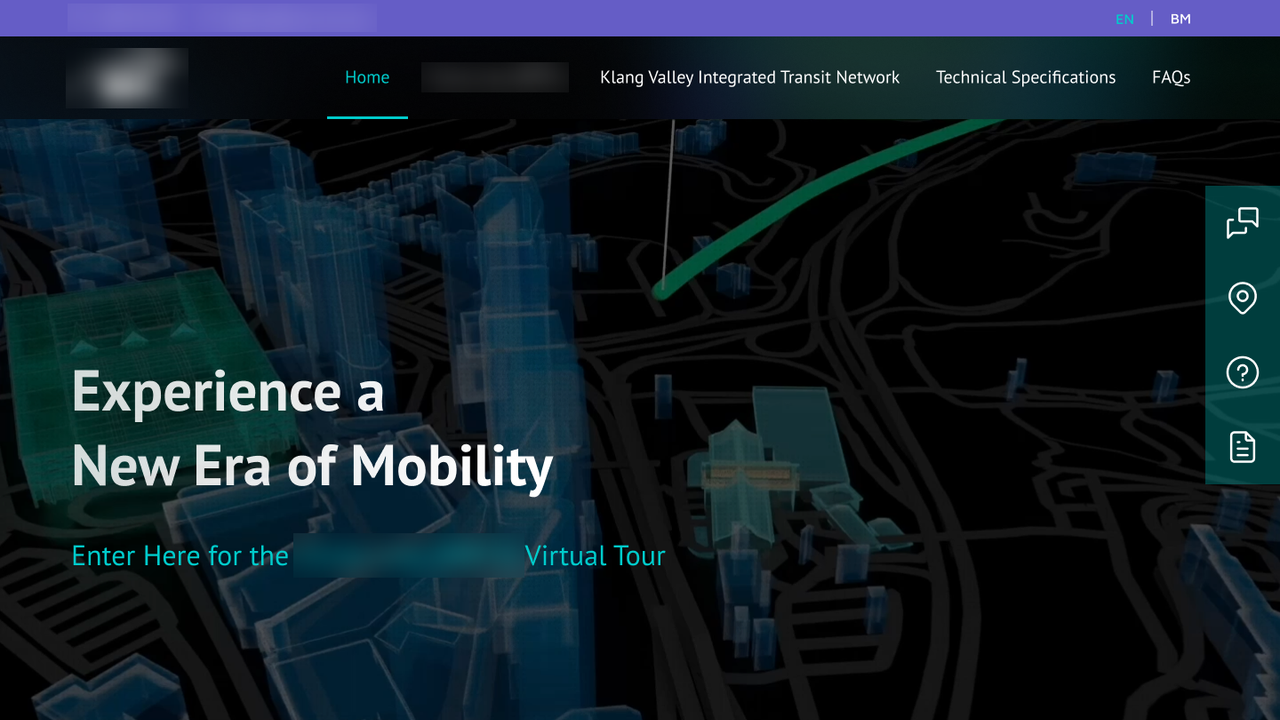 EN | BM
Home
Klang Valley Integrated Transit Network
Technical Specifications
FAQs
Experience a
New Era of Mobility
Enter Here for the Virtual Tour